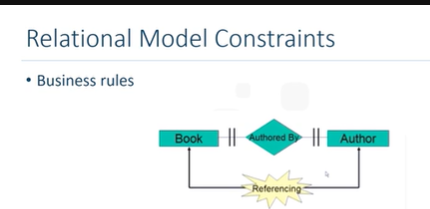 Relational Model Constraints
• Business rules
Book
Authored By
Author
Referencing